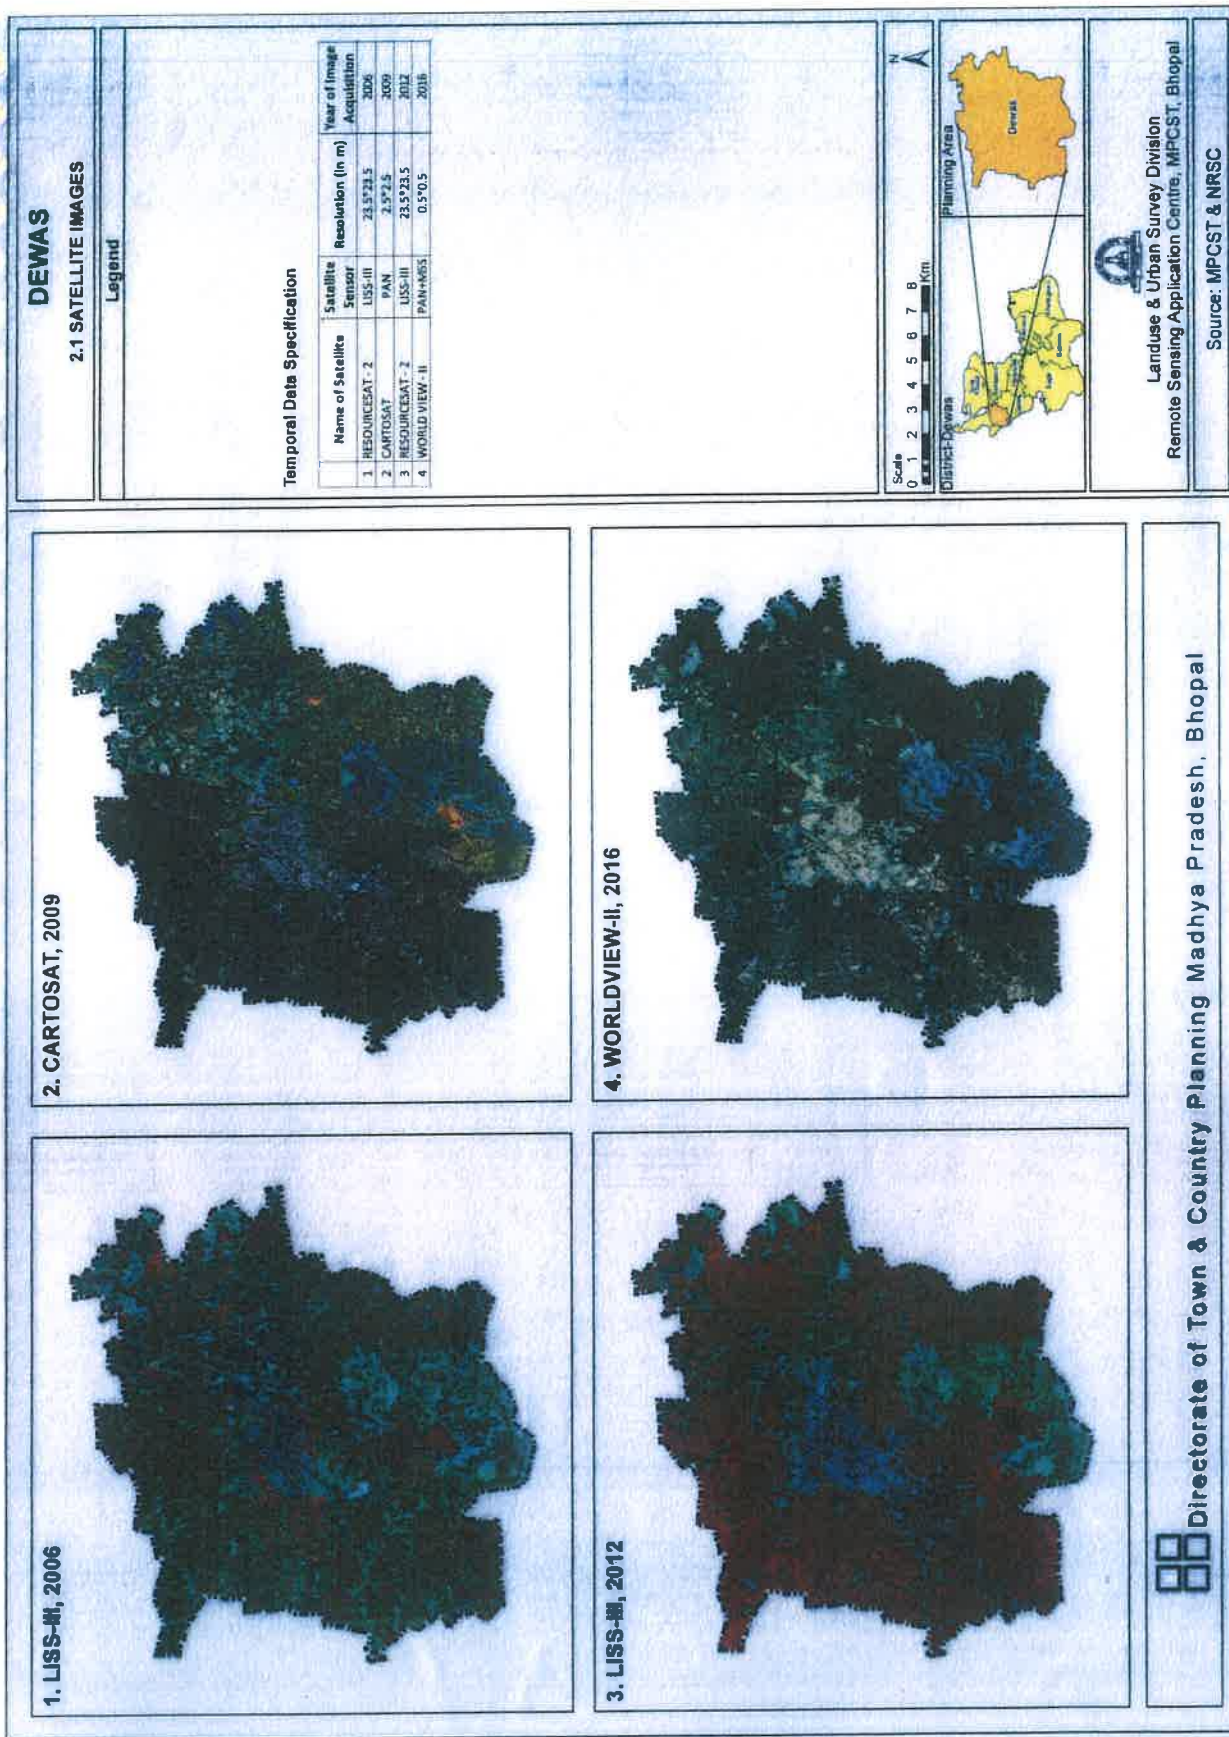 DEWAS
2.1 SATELLITE IMAGES
Legend
Temporal Data Specification
Name of Satellite Satellite Sensor Resolution (in m) Year of Image Acquisition
1 RESOURCESAT - 2 LISS-III 23.5*23.5 2006
2 CARTOSAT PAN 2.5*2.5 2009
3 RESOURCESAT - 2 LISS-III 23.5*23.5 2012
4 WORLD VIEW - II PAN+MSS 0.5*0.5 2016
1. LISS-III, 2006
2. CARTOSAT, 2009
3. LISS-III, 2012
4. WORLDVIEW-II, 2016
Scale
0 1 2 3 4 5 6 7 8
Km
N
District-Dewas
Planning Area
Dewas
Landuse & Urban Survey Division
Remote Sensing Application Centre, MPCST, Bhopal
Source: MPCST & NRSC
Directorate of Town & Country Planning Madhya Pradesh, Bhopal